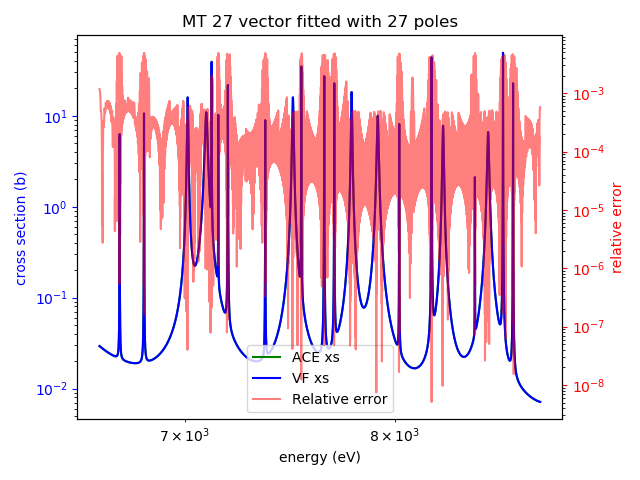 MT 27 vector fitted with 27 poles
cross section (b)
10¹
10⁰
10⁻¹
10⁻²
10⁻³
10⁻⁴
10⁻⁵
10⁻⁶
10⁻⁷
10⁻⁸
relative error
ACE xs
VF xs
Relative error
7 × 10³
8 × 10³
energy (eV)